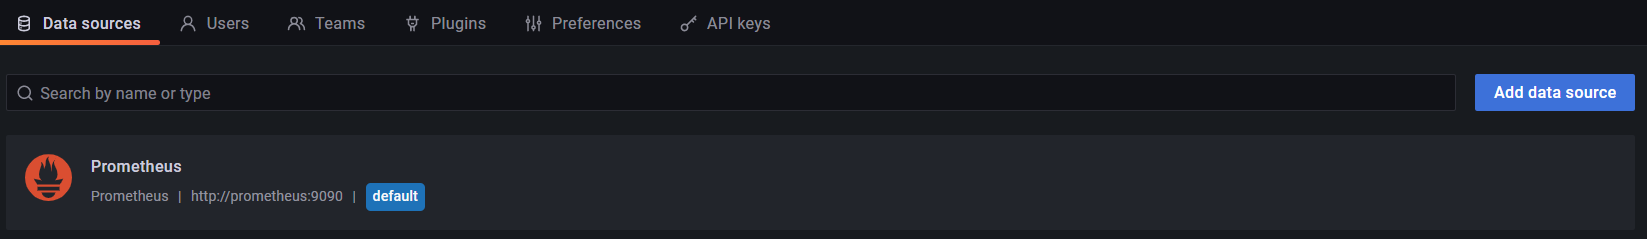 Data sources Users Teams Plugins Preferences API keys
Search by name or type Add data source
Prometheus
Prometheus | http://prometheus:9090 | default